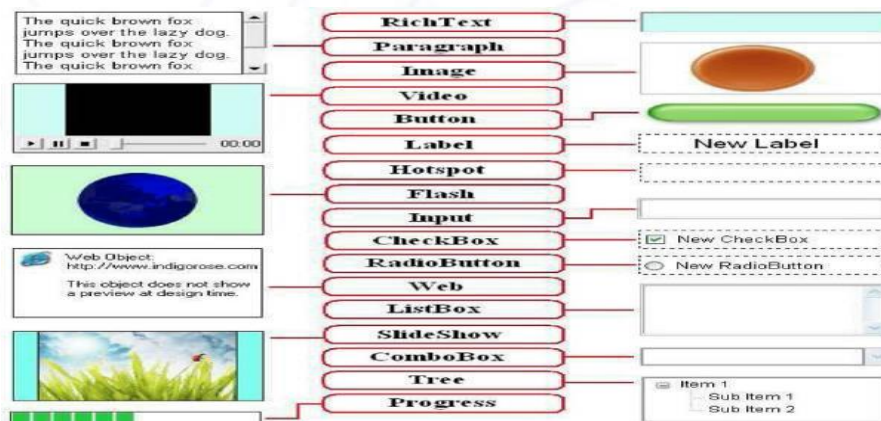 The quick brown fox
jumps over the lazy dog.
The quick brown fox
jumps over the lazy dog.
The quick brown fox
00:00
Web Object:
http://www.indigorose.com
This object does not show
a preview at design time.
RichText
Paragraph
Image
Video
Button
Label
Hotspot
Flash
Input
CheckBox
RadioButton
Web
ListBox
SlideShow
ComboBox
Tree
Progress
New Label
New CheckBox
New RadioButton
Item 1
Sub Item 1
Sub Item 2